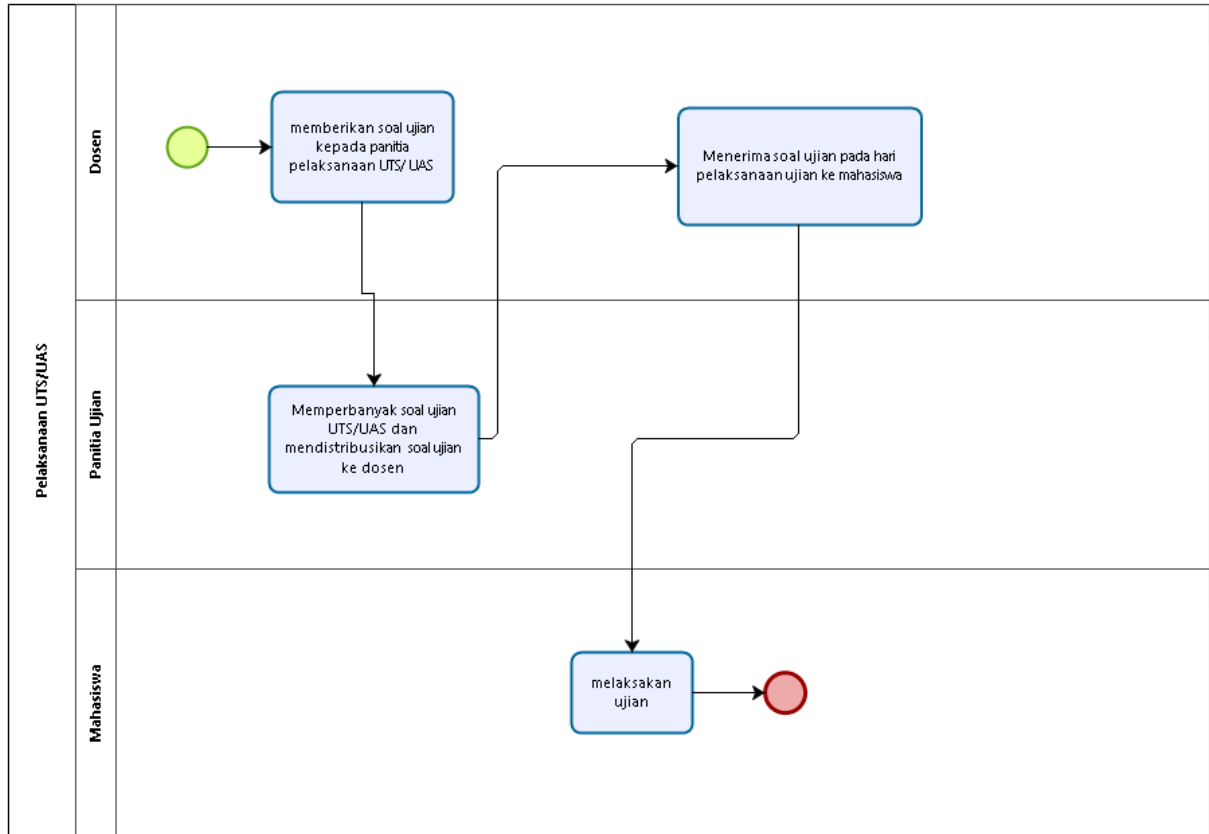 Pelaksanaan UTS/UAS
Dosen
memberikan soal ujian
kepada panitia
pelaksanaan UTS/ UAS
Menerima soal ujian pada hari
pelaksanaan ujian ke mahasiswa
Panitia Ujian
Memperbanyak soal ujian
UTS/UAS dan
mendistribusikan soal ujian
ke dosen
Mahasiswa
melaksakan
ujian